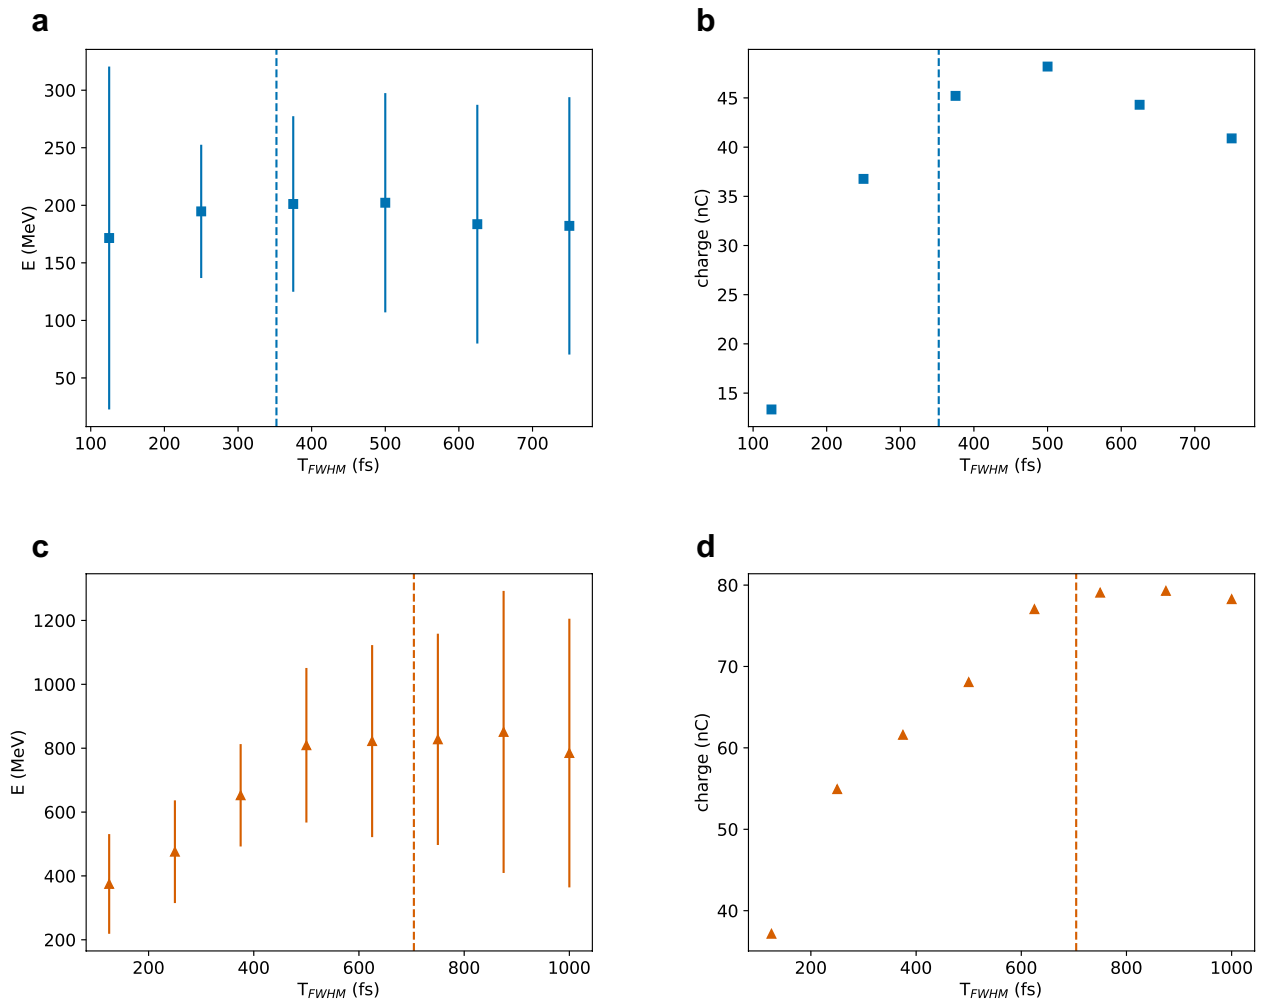 a
300
250
200
150
100
50
E (MeV)
100 200 300 400 500 600 700
T_FWHM (fs)
b
45
40
35
30
25
20
15
charge (nC)
100 200 300 400 500 600 700
T_FWHM (fs)
c
1200
1000
800
600
400
200
E (MeV)
200 400 600 800 1000
T_FWHM (fs)
d
80
70
60
50
40
charge (nC)
200 400 600 800 1000
T_FWHM (fs)